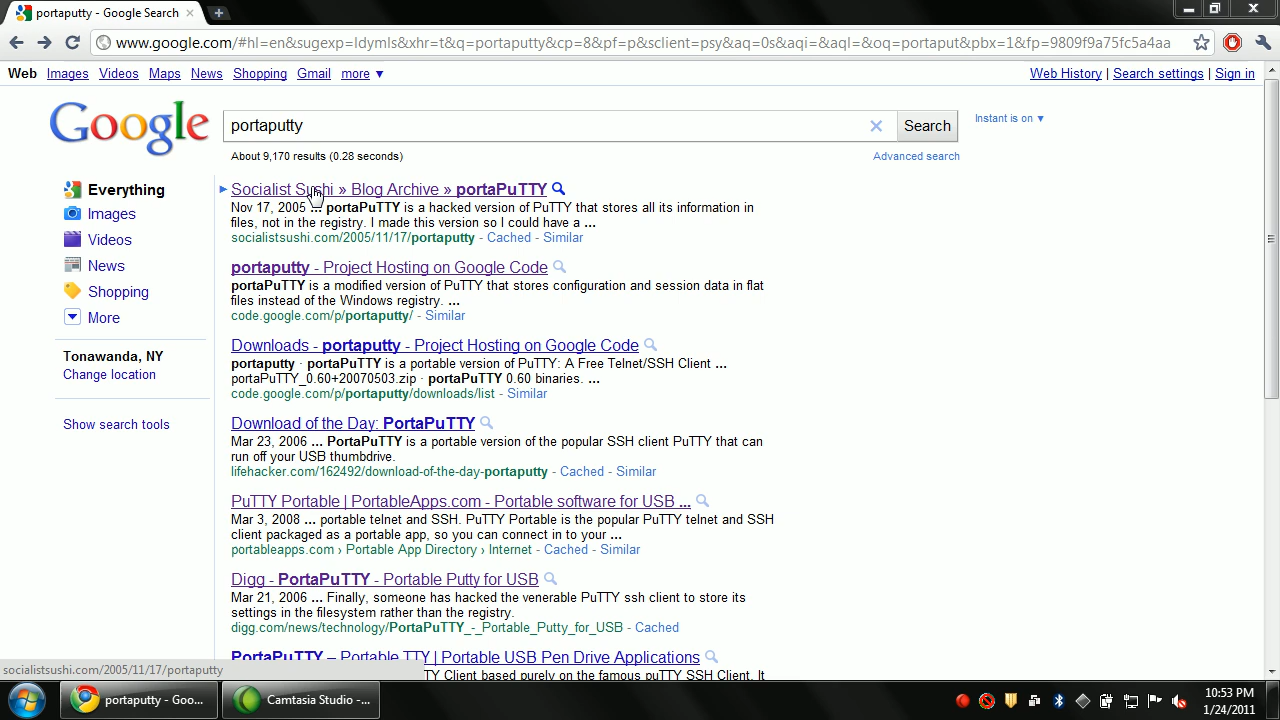 portaputty - Google Search
www.google.com/#hl=en&sugexp=ldymls&xhr=t&q=portaputty&cp=8&pf=p&sclient=psy&aq=0s&aqi=&aql=&oq=portaput&pbx=1&fp=9809f9a75fc5a4aa
Web Images Videos Maps News Shopping Gmail more ▼ Web History | Search settings | Sign in
Google
portaputty
Search
Instant is on ▼
About 9,170 results (0.28 seconds)
Advanced search
Everything
Images
Videos
News
Shopping
More
Tonawanda, NY
Change location
Show search tools
Socialist Sushi » Blog Archive » portaPuTTY
Nov 17, 2005 ... portaPuTTY is a hacked version of PuTTY that stores all its information in
files, not in the registry. I made this version so I could have a ...
socialistsushi.com/2005/11/17/portaputty - Cached - Similar
portaputty - Project Hosting on Google Code
portaPuTTY is a modified version of PuTTY that stores configuration and session data in flat
files instead of the Windows registry. ...
code.google.com/p/portaputty/ - Similar
Downloads - portaputty - Project Hosting on Google Code
portaputty · portaPuTTY is a portable version of PuTTY: A Free Telnet/SSH Client ...
portaPuTTY_0.60+20070503.zip · portaPuTTY 0.60 binaries. ...
code.google.com/p/portaputty/downloads/list - Similar
Download of the Day: PortaPuTTY
Mar 23, 2006 ... PortaPuTTY is a portable version of the popular SSH client PuTTY that can
run off your USB thumbdrive.
lifehacker.com/162492/download-of-the-day-portaputty - Cached - Similar
PuTTY Portable | PortableApps.com - Portable software for USB ...
Mar 3, 2008 ... portable telnet and SSH. PuTTY Portable is the popular PuTTY telnet and SSH
client packaged as a portable app, so you can connect in to your ...
portableapps.com › Portable App Directory › Internet - Cached - Similar
Digg - PortaPuTTY - Portable Putty for USB
Mar 21, 2006 ... Finally, someone has hacked the venerable PuTTY ssh client to store its
settings in the filesystem rather than the registry.
digg.com/news/technology/PortaPuTTY_-_Portable_Putty_for_USB - Cached
PortaPuTTY – Portable TTY | Portable USB Pen Drive Applications
TTY Client based purely on the famous puTTY SSH Client. It
socialistsushi.com/2005/11/17/portaputty
portaputty - Goo...
Camtasia Studio -...
10:53 PM
1/24/2011